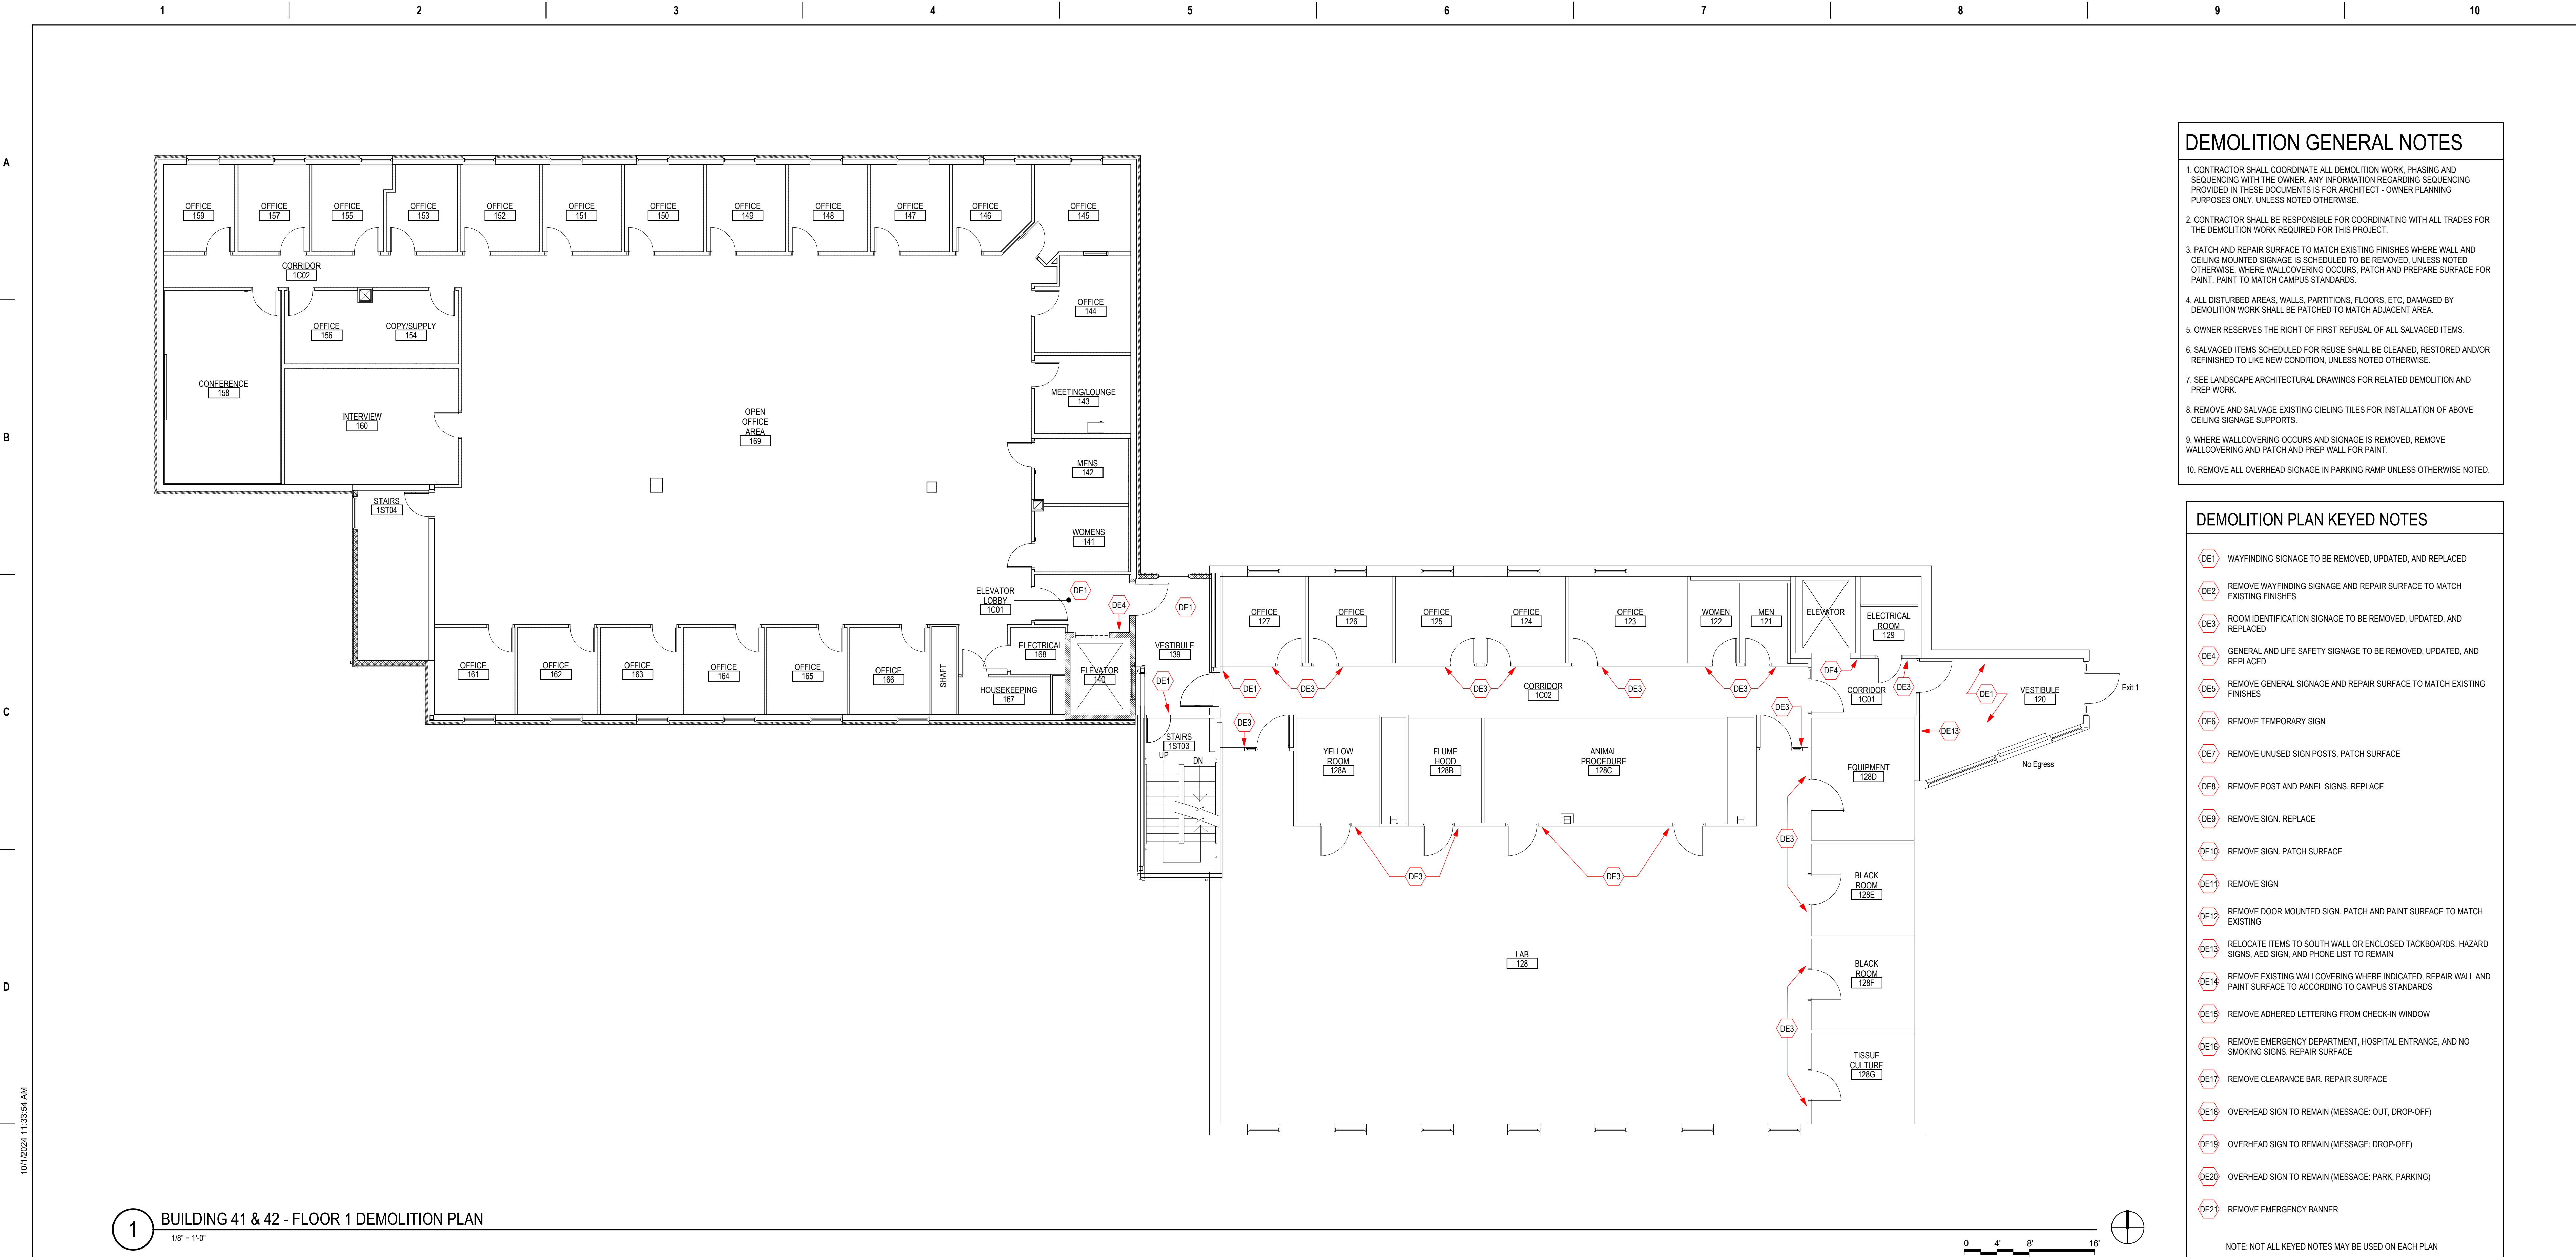 1 2 3 4 5 6 7 8 9 10
A
B
C
D
10/1/2024 11:33:54 AM
OFFICE
159
OFFICE
157
OFFICE
155
OFFICE
153
OFFICE
152
OFFICE
151
OFFICE
150
OFFICE
149
OFFICE
148
OFFICE
147
OFFICE
146
OFFICE
145
CORRIDOR
1C02
OFFICE
144
OFFICE
156
COPY/SUPPLY
154
CONFERENCE
158
MEETING/LOUNGE
143
INTERVIEW
160
OPEN
OFFICE
AREA
169
MENS
142
STAIRS
1ST04
WOMENS
141
ELEVATOR
LOBBY
1C01
DE1
DE4
DE1
OFFICE
161
OFFICE
162
OFFICE
163
OFFICE
164
OFFICE
165
OFFICE
166
SHAFT
ELECTRICAL
168
HOUSEKEEPING
167
ELEVATOR
140
VESTIBULE
139
DE1
STAIRS
1ST03
UP
DN
OFFICE
127
OFFICE
126
OFFICE
125
OFFICE
124
OFFICE
123
WOMEN
122
MEN
121
ELEVATOR
ELECTRICAL
ROOM
129
DE1
DE3
DE3
CORRIDOR
1C02
DE3
DE3
DE4
DE3
CORRIDOR
1C01
DE1
VESTIBULE
120
Exit 1
DE3
DE3
DE13
No Egress
YELLOW
ROOM
128A
FLUME
HOOD
128B
ANIMAL
PROCEDURE
128C
EQUIPMENT
128D
DE3
DE3
DE3
BLACK
ROOM
128E
LAB
128
BLACK
ROOM
128F
DE3
TISSUE
CULTURE
128G
DEMOLITION GENERAL NOTES
1. CONTRACTOR SHALL COORDINATE ALL DEMOLITION WORK, PHASING AND
SEQUENCING WITH THE OWNER. ANY INFORMATION REGARDING SEQUENCING
PROVIDED IN THESE DOCUMENTS IS FOR ARCHITECT - OWNER PLANNING
PURPOSES ONLY, UNLESS NOTED OTHERWISE.
2. CONTRACTOR SHALL BE RESPONSIBLE FOR COORDINATING WITH ALL TRADES FOR
THE DEMOLITION WORK REQUIRED FOR THIS PROJECT.
3. PATCH AND REPAIR SURFACE TO MATCH EXISTING FINISHES WHERE WALL AND
CEILING MOUNTED SIGNAGE IS SCHEDULED TO BE REMOVED, UNLESS NOTED
OTHERWISE. WHERE WALLCOVERING OCCURS, PATCH AND PREPARE SURFACE FOR
PAINT. PAINT TO MATCH CAMPUS STANDARDS.
4. ALL DISTURBED AREAS, WALLS, PARTITIONS, FLOORS, ETC, DAMAGED BY
DEMOLITION WORK SHALL BE PATCHED TO MATCH ADJACENT AREA.
5. OWNER RESERVES THE RIGHT OF FIRST REFUSAL OF ALL SALVAGED ITEMS.
6. SALVAGED ITEMS SCHEDULED FOR REUSE SHALL BE CLEANED, RESTORED AND/OR
REFINISHED TO LIKE NEW CONDITION, UNLESS NOTED OTHERWISE.
7. SEE LANDSCAPE ARCHITECTURAL DRAWINGS FOR RELATED DEMOLITION AND
PREP WORK.
8. REMOVE AND SALVAGE EXISTING CIELING TILES FOR INSTALLATION OF ABOVE
CEILING SIGNAGE SUPPORTS.
9. WHERE WALLCOVERING OCCURS AND SIGNAGE IS REMOVED, REMOVE
WALLCOVERING AND PATCH AND PREP WALL FOR PAINT.
10. REMOVE ALL OVERHEAD SIGNAGE IN PARKING RAMP UNLESS OTHERWISE NOTED.
DEMOLITION PLAN KEYED NOTES
DE1 WAYFINDING SIGNAGE TO BE REMOVED, UPDATED, AND REPLACED
DE2 REMOVE WAYFINDING SIGNAGE AND REPAIR SURFACE TO MATCH
EXISTING FINISHES
DE3 ROOM IDENTIFICATION SIGNAGE TO BE REMOVED, UPDATED, AND
REPLACED
DE4 GENERAL AND LIFE SAFETY SIGNAGE TO BE REMOVED, UPDATED, AND
REPLACED
DE5 REMOVE GENERAL SIGNAGE AND REPAIR SURFACE TO MATCH EXISTING
FINISHES
DE6 REMOVE TEMPORARY SIGN
DE7 REMOVE UNUSED SIGN POSTS. PATCH SURFACE
DE8 REMOVE POST AND PANEL SIGNS. REPLACE
DE9 REMOVE SIGN. REPLACE
DE10 REMOVE SIGN. PATCH SURFACE
DE11 REMOVE SIGN
DE12 REMOVE DOOR MOUNTED SIGN. PATCH AND PAINT SURFACE TO MATCH
EXISTING
DE13 RELOCATE ITEMS TO SOUTH WALL OR ENCLOSED TACKBOARDS. HAZARD
SIGNS, AED SIGN, AND PHONE LIST TO REMAIN
DE14 REMOVE EXISTING WALLCOVERING WHERE INDICATED. REPAIR WALL AND
PAINT SURFACE TO ACCORDING TO CAMPUS STANDARDS
DE15 REMOVE ADHERED LETTERING FROM CHECK-IN WINDOW
DE16 REMOVE EMERGENCY DEPARTMENT, HOSPITAL ENTRANCE, AND NO
SMOKING SIGNS. REPAIR SURFACE
DE17 REMOVE CLEARANCE BAR. REPAIR SURFACE
DE18 OVERHEAD SIGN TO REMAIN (MESSAGE: OUT, DROP-OFF)
DE19 OVERHEAD SIGN TO REMAIN (MESSAGE: DROP-OFF)
DE20 OVERHEAD SIGN TO REMAIN (MESSAGE: PARK, PARKING)
DE21 REMOVE EMERGENCY BANNER
NOTE: NOT ALL KEYED NOTES MAY BE USED ON EACH PLAN
1 BUILDING 41 & 42 - FLOOR 1 DEMOLITION PLAN
1/8" = 1'-0"
0 4' 8' 16'